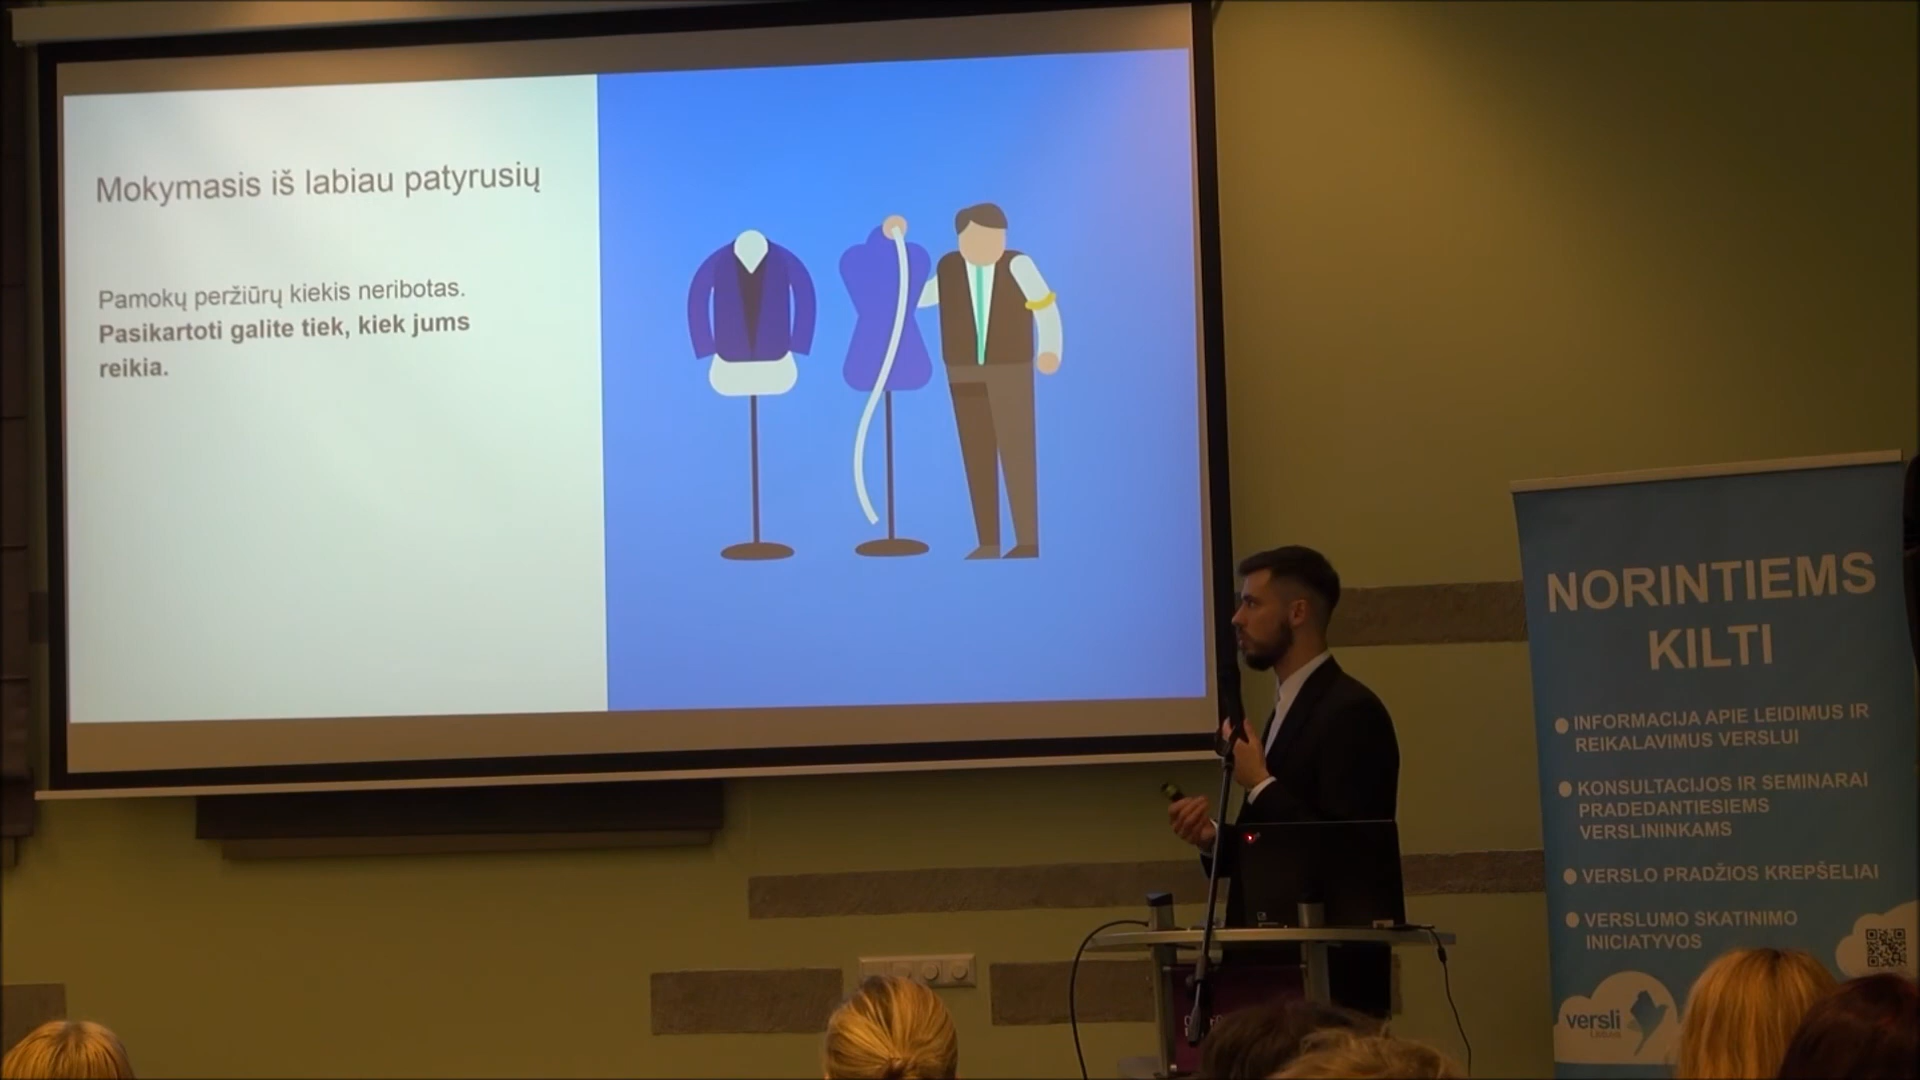 Mokymasis iš labiau patyrusių
Pamokų peržiūrų kiekis neribotas.
Pasikartoti galite tiek, kiek jums
reikia.
NORINTIEMS
KILTI
INFORMACIJA APIE LEIDIMUS IR
REIKALAVIMUS VERSLUI
KONSULTACIJOS IR SEMINARAI
PRADEDANTIESIEMS
VERSLININKAMS
VERSLO PRADŽIOS KREPŠELIAI
VERSLUMO SKATINIMO
INICIATYVOS
versli